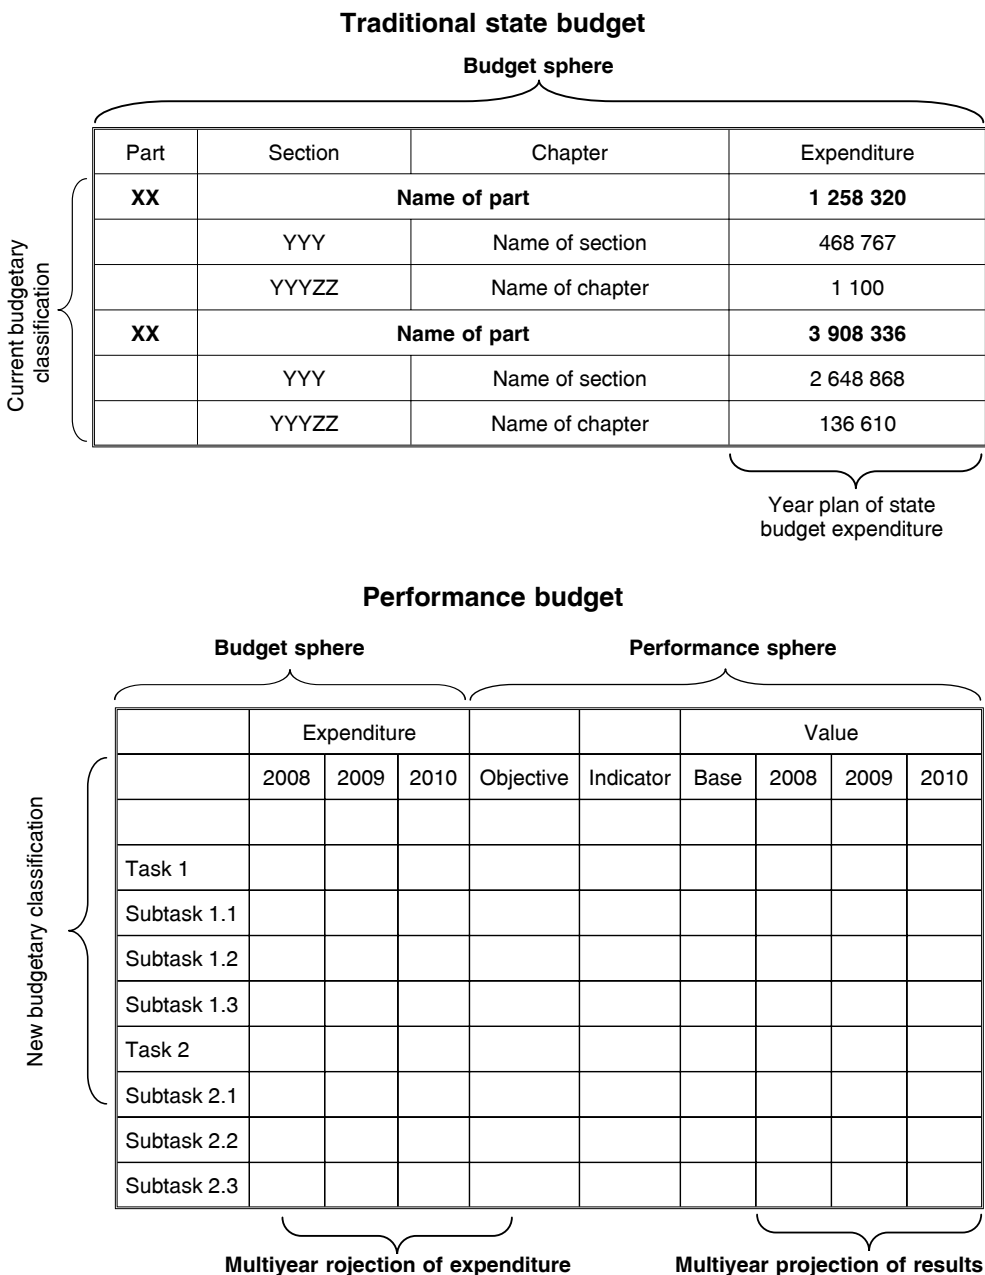 Traditional state budget
Budget sphere
Part Section Chapter Expenditure
XX Name of part 1 258 320
YYY Name of section 468 767
YYYZZ Name of chapter 1 100
XX Name of part 3 908 336
YYY Name of section 2 648 868
YYYZZ Name of chapter 136 610
Current budgetary
classification
Year plan of state
budget expenditure
Performance budget
Budget sphere Performance sphere
Expenditure Value
2008 2009 2010 Objective Indicator Base 2008 2009 2010
Task 1
Subtask 1.1
Subtask 1.2
Subtask 1.3
Task 2
Subtask 2.1
Subtask 2.2
Subtask 2.3
New budgetary classification
Multiyear rojection of expenditure Multiyear projection of results